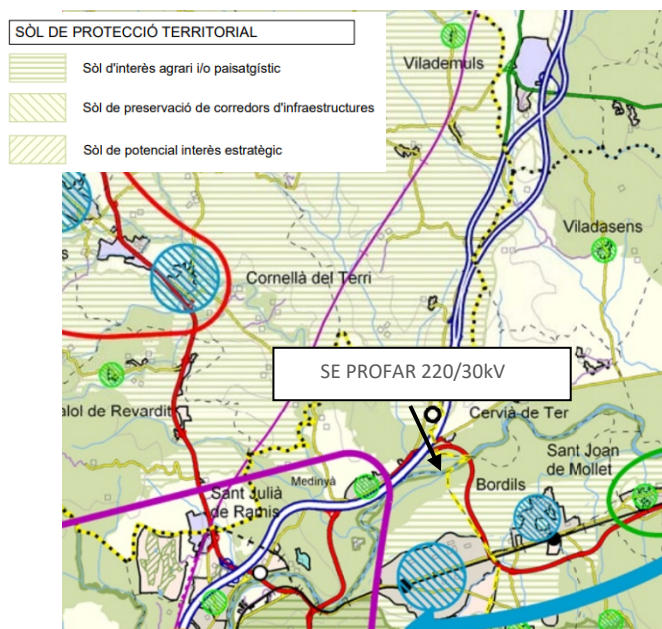 SÒL DE PROTECCIÓ TERRITORIAL
Sòl d'interès agrari i/o paisatgístic
Sòl de preservació de corredors d'infraestructures
Sòl de potencial interès estratègic
Vilademuls
Viladasens
Cornellà del Terri
SE PROFAR 220/30kV
alol de Revardit
Cervià de Ter
Sant Joan
de Mollet
Medinyà
Bordils
Sant Julià
de Ramis